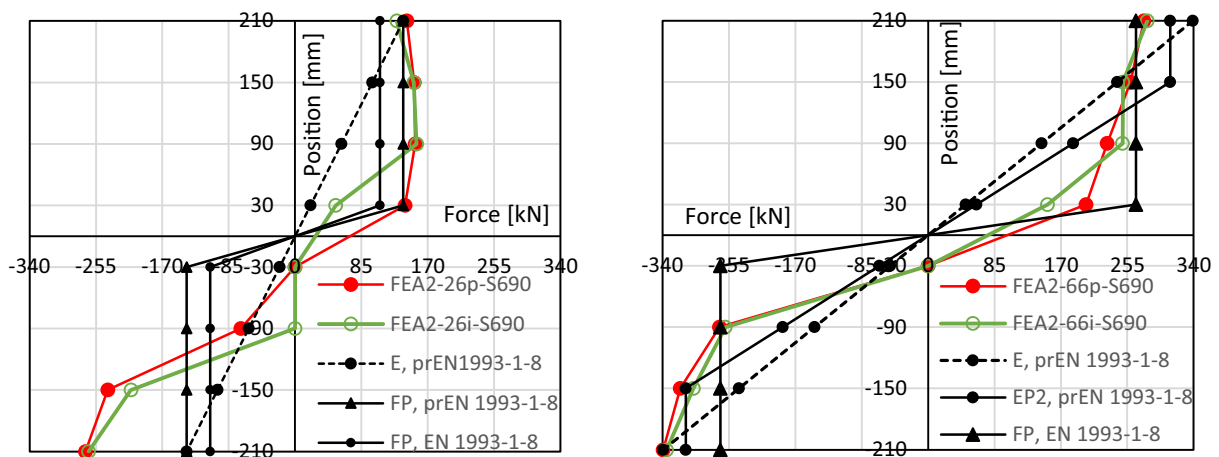 210
150
90
30
-30
-90
-150
-210
Position [mm]
Force [kN]
-340 -255 -170 -85 0 85 170 255 340
FEA2-26p-S690
FEA2-26i-S690
E, prEN1993-1-8
FP, prEN 1993-1-8
FP, EN 1993-1-8
210
150
90
30
-30
-90
-150
-210
Position [mm]
Force [kN]
-340 -255 -170 -85 0 85 170 255 340
FEA2-66p-S690
FEA2-66i-S690
E, prEN 1993-1-8
EP2, prEN 1993-1-8
FP, EN 1993-1-8